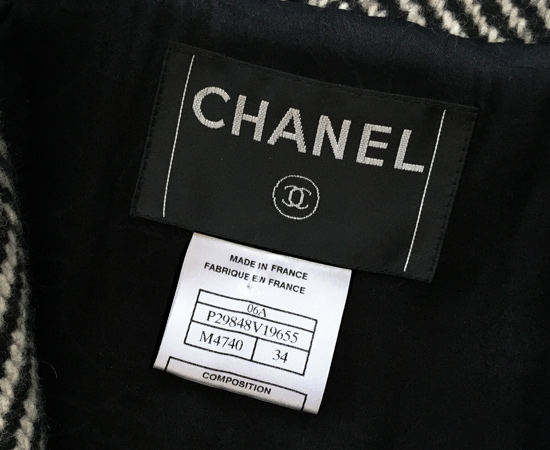 CHANEL
MADE IN FRANCE
FABRIQUE EN FRANCE
06A
P29848V19655
M4740 34
COMPOSITION